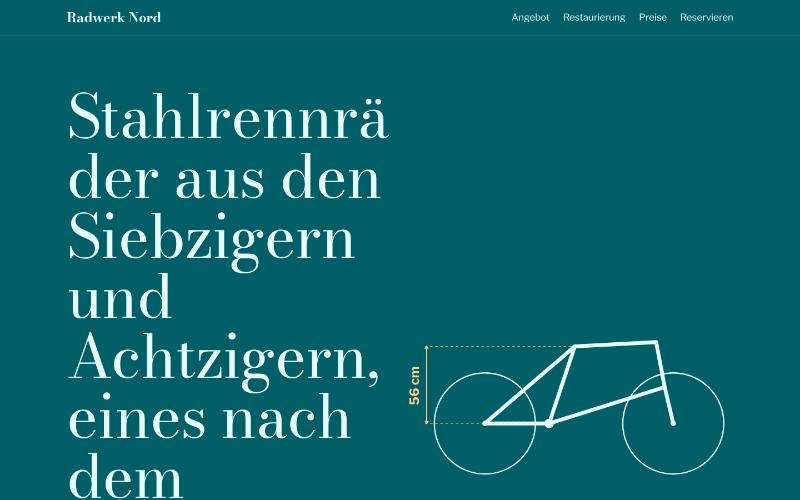 Radwerk Nord
Angebot Restaurierung Preise Reservieren
Stahlrennrä
der aus den
Siebzigern
und
Achtzigern,
eines nach
dem
56 cm